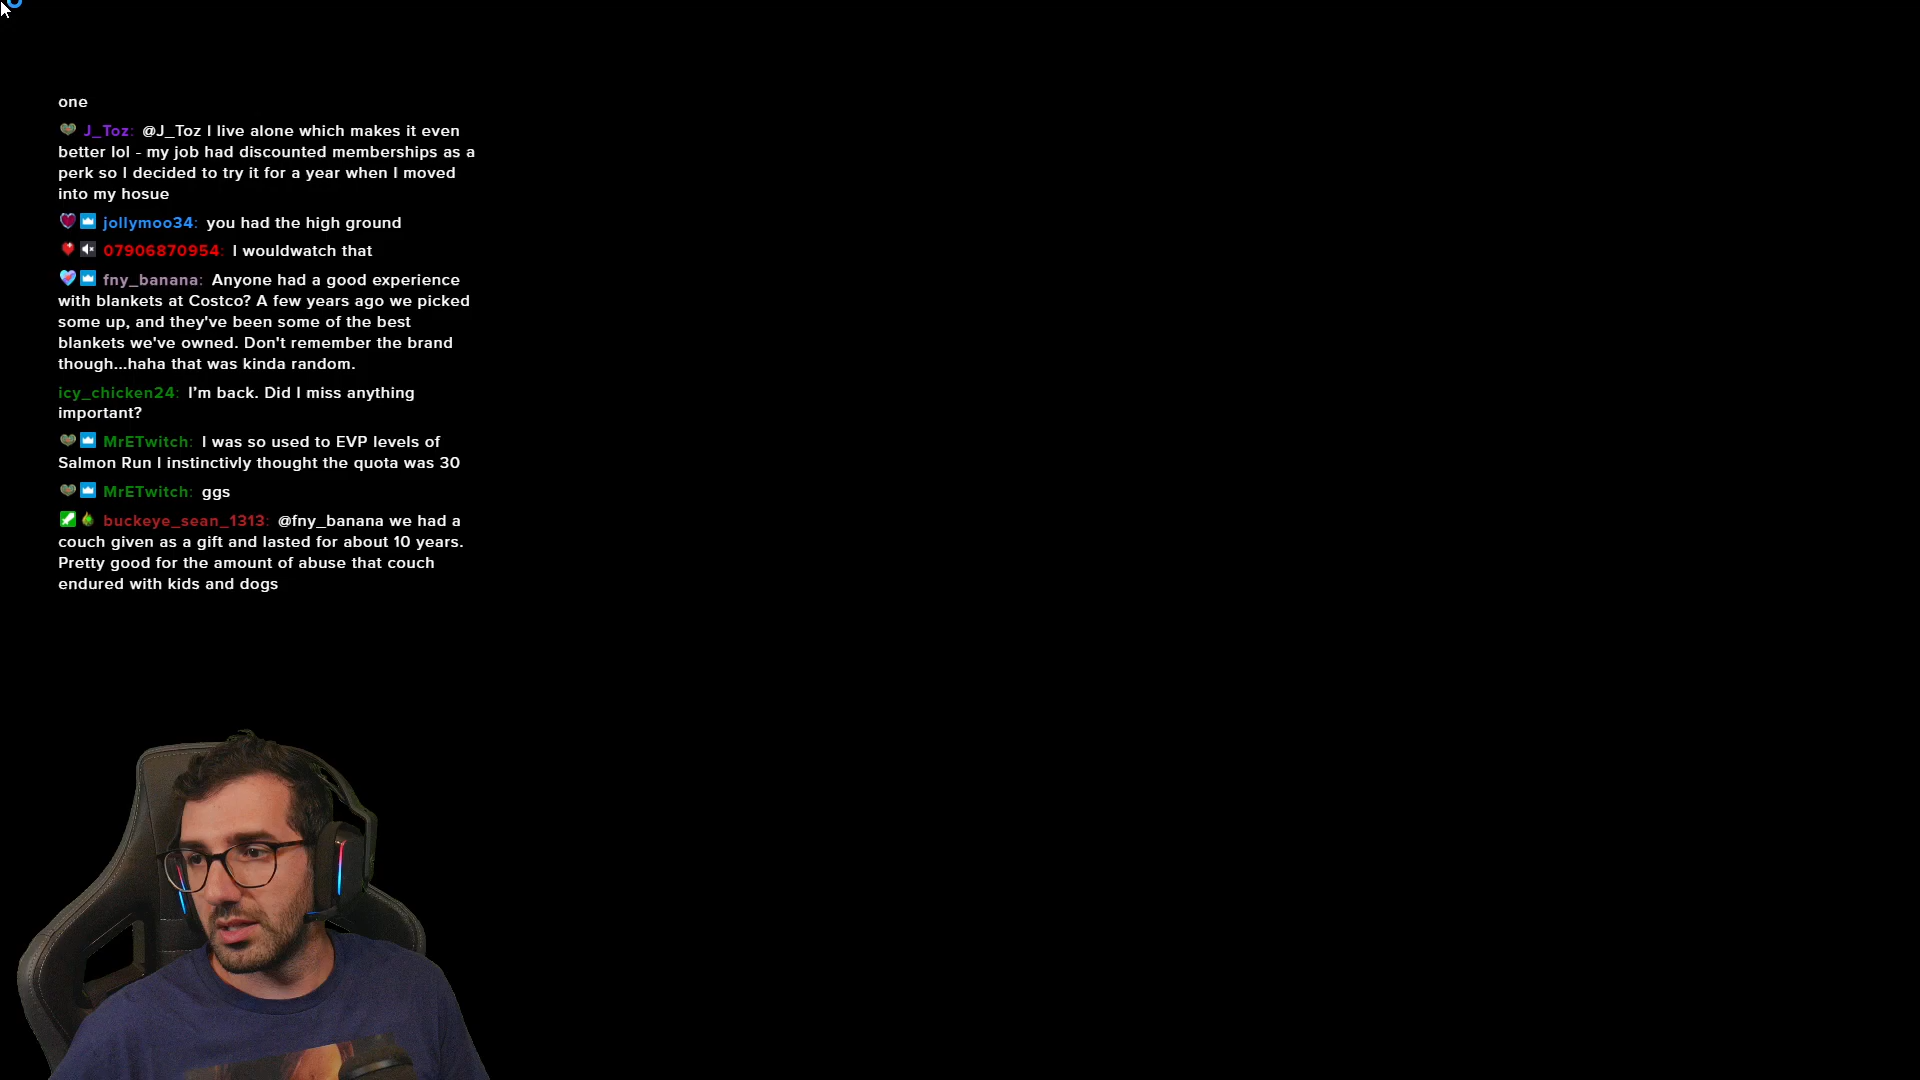 one
J_Toz: @J_Toz I live alone which makes it even
better lol - my job had discounted memberships as a
perk so I decided to try it for a year when I moved
into my hosue
jollymoo34: you had the high ground
07906870954: I wouldwatch that
fny_banana: Anyone had a good experience
with blankets at Costco? A few years ago we picked
some up, and they've been some of the best
blankets we've owned. Don't remember the brand
though...haha that was kinda random.
icy_chicken24: I'm back. Did I miss anything
important?
MrETwitch: I was so used to EVP levels of
Salmon Run I instinctivly thought the quota was 30
MrETwitch: ggs
buckeye_sean_1313: @fny_banana we had a
couch given as a gift and lasted for about 10 years.
Pretty good for the amount of abuse that couch
endured with kids and dogs